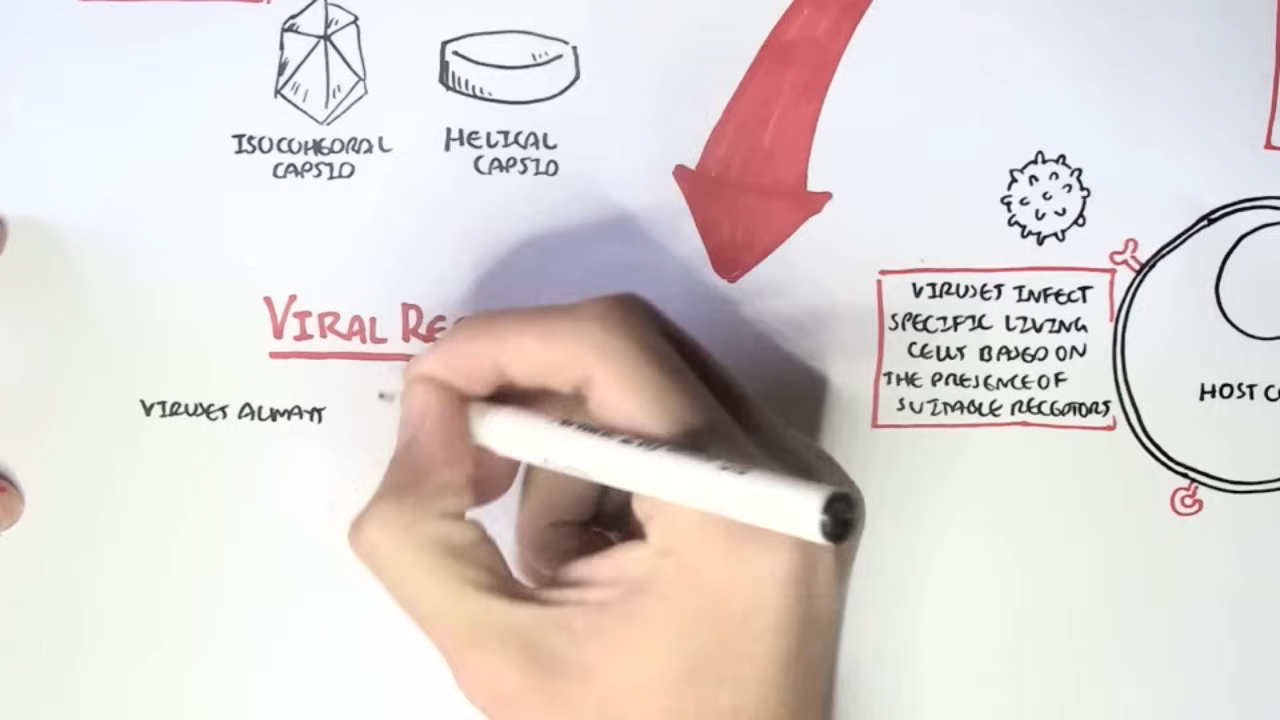 ISOCOHEDRAL
CAPSID
HELICAL
CAPSID
VIRAL RE
VIRUSES ALWAYS
VIRUSES INFECT
SPECIFIC LIVING
CELLS BASED ON
THE PRESENCE OF
SUITABLE RECEPTORS
HOST C